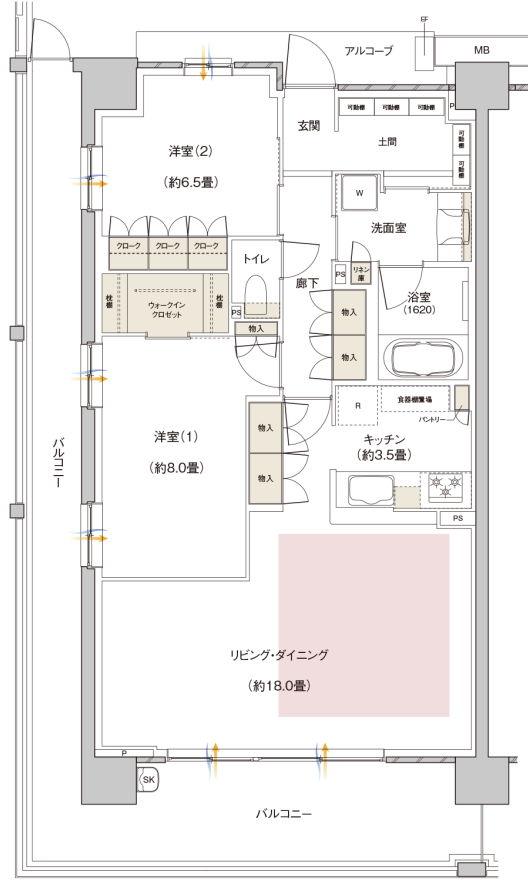 EF
アルコーブ
MB
玄関
可動棚
可動棚
可動棚
P
土間
可動棚
可動棚
洋室(2)
(約6.5畳)
W
洗面室
クローク
クローク
クローク
トイレ
廊下
PS
リネン
庫
浴室
(1620)
枕棚
ウォークイン
クロゼット
枕棚
PS
物入
物入
物入
R
食器棚置場
パントリー
キッチン
(約3.5畳)
洋室(1)
(約8.0畳)
物入
物入
バルコニー
PS
リビング・ダイニング
(約18.0畳)
P
SK
バルコニー